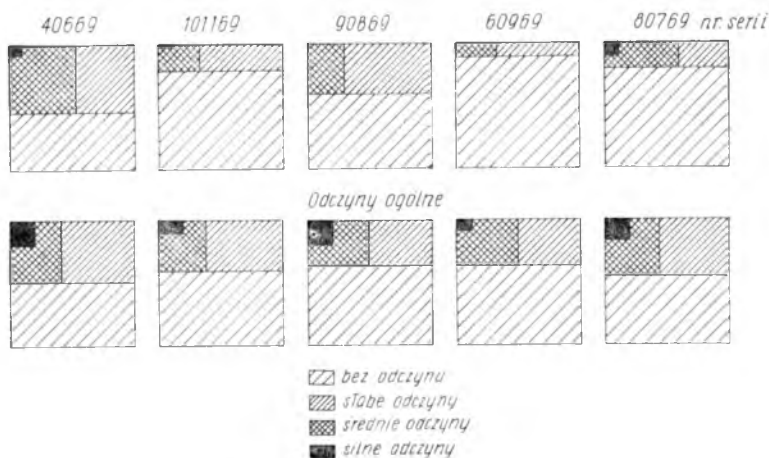 40669 101169 90869 60969 80769 nr. serii
Odczyny ogólne
bez odczynu
słabe odczyny
średnie odczyny
silne odczyny